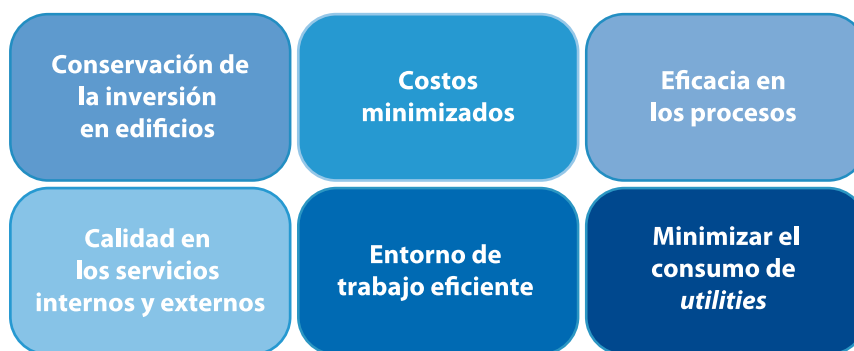 Conservación de
la inversión
en edificios
Costos
minimizados
Eficacia en
los procesos
Calidad en
los servicios
internos y externos
Entorno de
trabajo eficiente
Minimizar el
consumo de
utilities